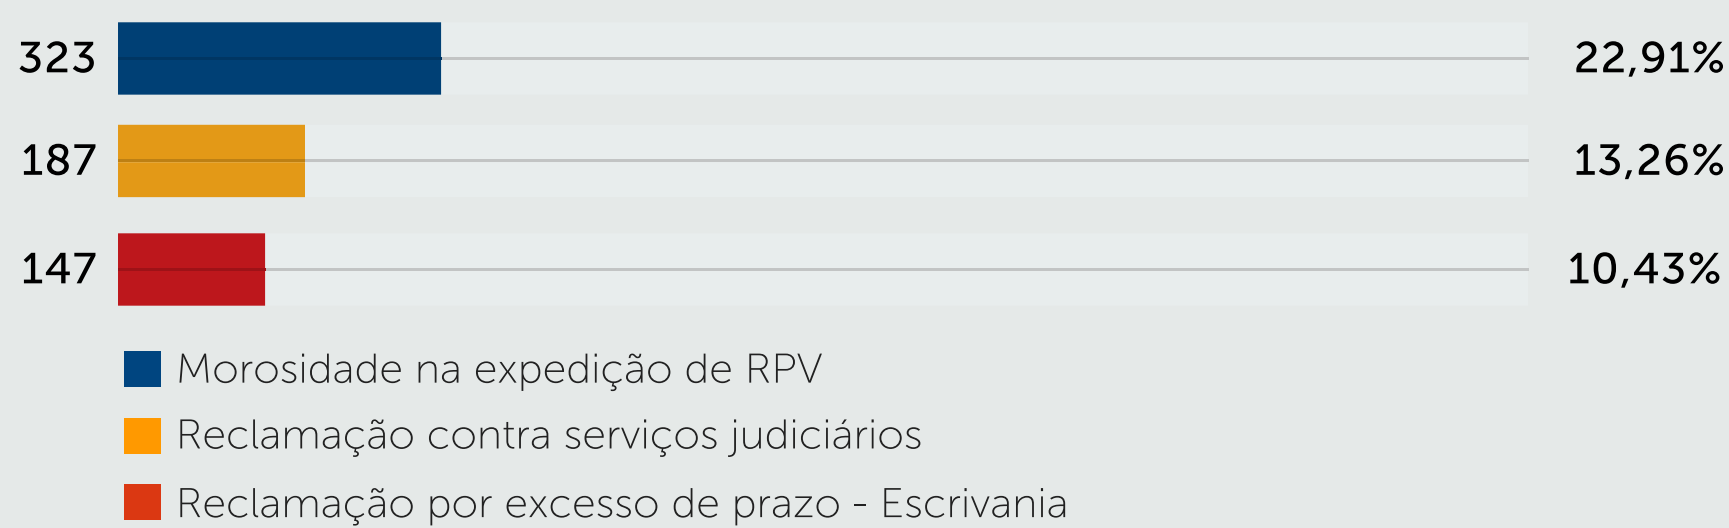 323 22,91%
187 13,26%
147 10,43%
Morosidade na expedição de RPV
Reclamação contra serviços judiciários
Reclamação por excesso de prazo - Escrivania